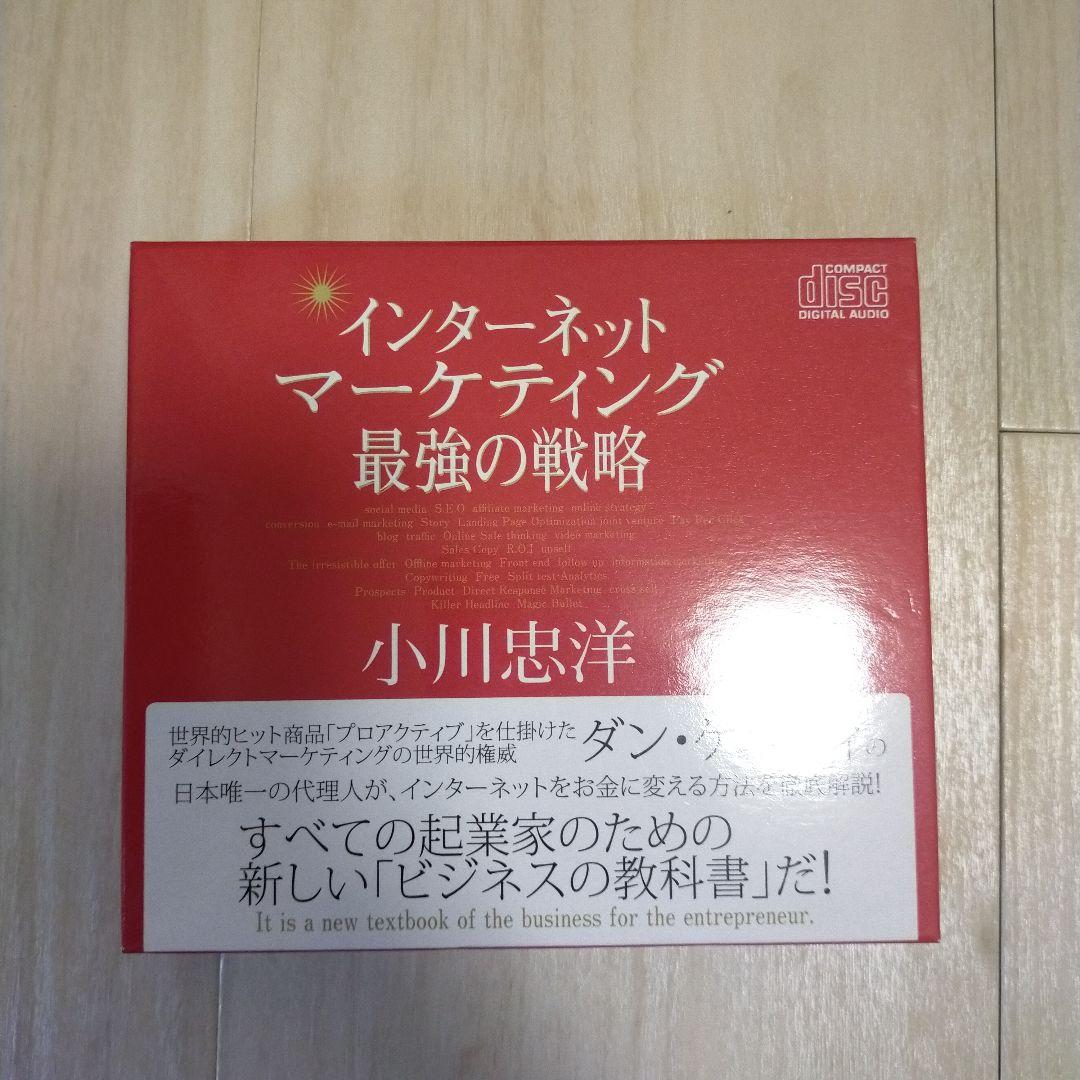 COMPACT
disc
DIGITAL AUDIO
インターネット
マーケティング
最強の戦略
social media S.E.O affiliate marketing online strategy
conversion e-mail marketing Story Landing Page Optimization joint venture Pay Per Click
blog traffic Online Sale thinking video marketing
Sales Copy R.O.I upsell
The irresistible offer Offline marketing Front end follow up information marketing
Copywriting Free Split test·Analytics
Prospects Product Direct Response Marketing cross sell
Killer Headline Magic Bullet
小川忠洋
世界的ヒット商品「プロアクティブ」を仕掛けた
ダイレクトマーケティングの世界的権威
ダン・
の
日本唯一の代理人が、インターネットをお金に変える方法を徹底解説!
すべての起業家のための
新しい「ビジネスの教科書」だ!
It is a new textbook of the business for the entrepreneur.